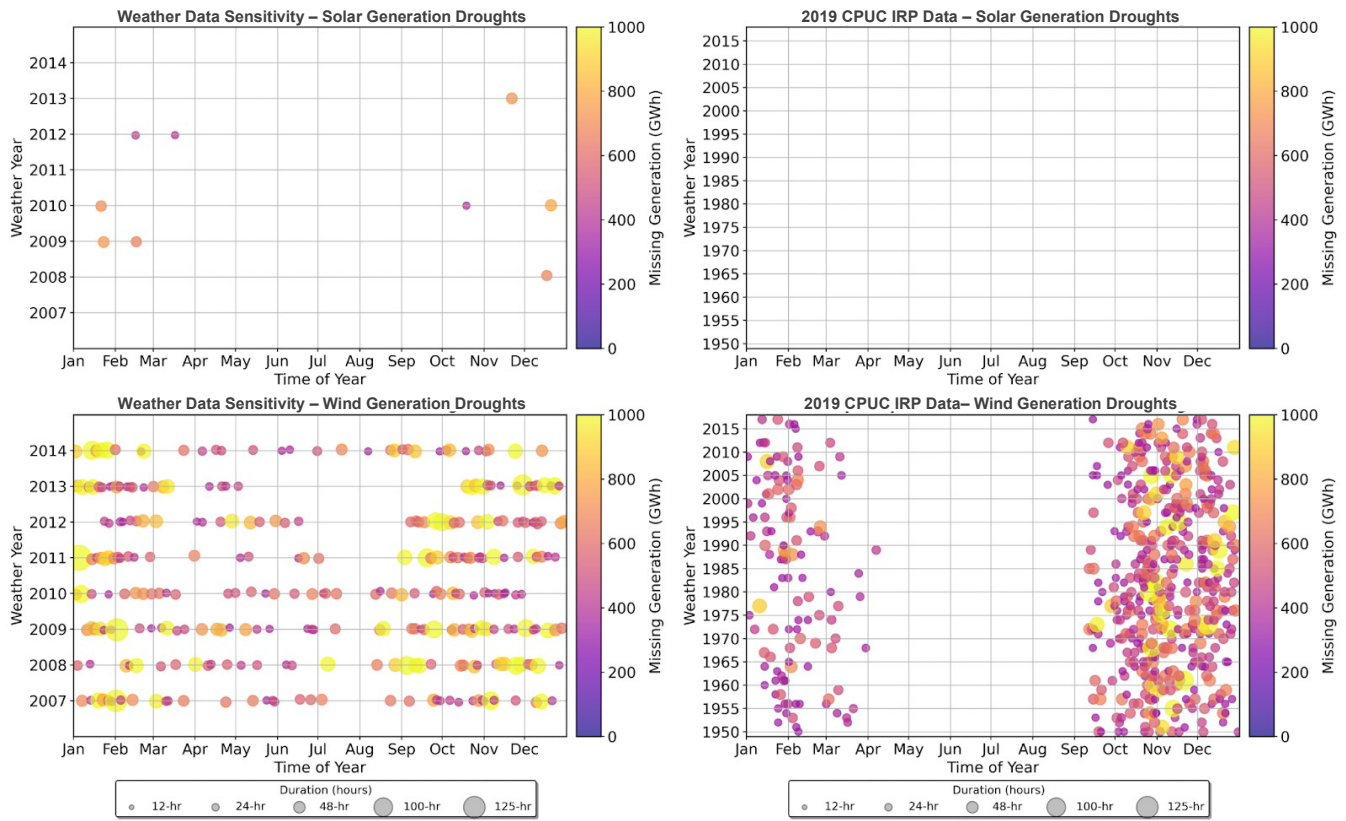 Weather Data Sensitivity – Solar Generation Droughts
Weather Year
2014
2013
2012
2011
2010
2009
2008
2007
Jan Feb Mar Apr May Jun Jul Aug Sep Oct Nov Dec
Time of Year
1000
800
600
400
200
0
Missing Generation (GWh)
2019 CPUC IRP Data – Solar Generation Droughts
Weather Year
2015
2010
2005
2000
1995
1990
1985
1980
1975
1970
1965
1960
1955
1950
Jan Feb Mar Apr May Jun Jul Aug Sep Oct Nov Dec
Time of Year
1000
800
600
400
200
0
Missing Generation (GWh)
Weather Data Sensitivity – Wind Generation Droughts
Weather Year
2014
2013
2012
2011
2010
2009
2008
2007
Jan Feb Mar Apr May Jun Jul Aug Sep Oct Nov Dec
Time of Year
1000
800
600
400
200
0
Missing Generation (GWh)
Duration (hours)
12-hr 24-hr 48-hr 100-hr 125-hr
2019 CPUC IRP Data– Wind Generation Droughts
Weather Year
2015
2010
2005
2000
1995
1990
1985
1980
1975
1970
1965
1960
1955
1950
Jan Feb Mar Apr May Jun Jul Aug Sep Oct Nov Dec
Time of Year
1000
800
600
400
200
0
Missing Generation (GWh)
Duration (hours)
12-hr 24-hr 48-hr 100-hr 125-hr